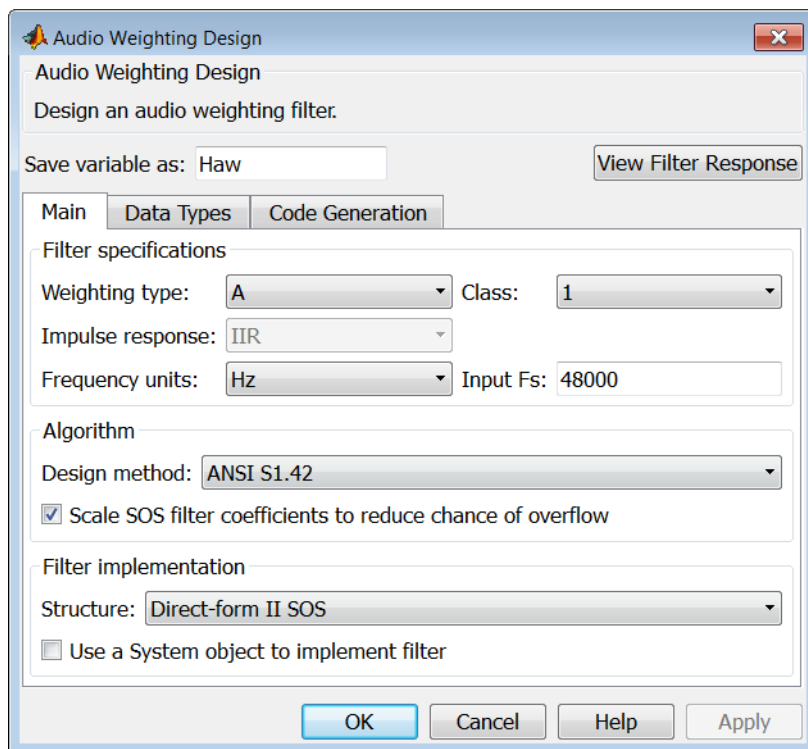 Audio Weighting Design
Audio Weighting Design
Design an audio weighting filter.
Save variable as: Haw View Filter Response
Main Data Types Code Generation
Filter specifications
Weighting type: A Class: 1
Impulse response: IIR
Frequency units: Hz Input Fs: 48000
Algorithm
Design method: ANSI S1.42
Scale SOS filter coefficients to reduce chance of overflow
Filter implementation
Structure: Direct-form II SOS
Use a System object to implement filter
OK Cancel Help Apply